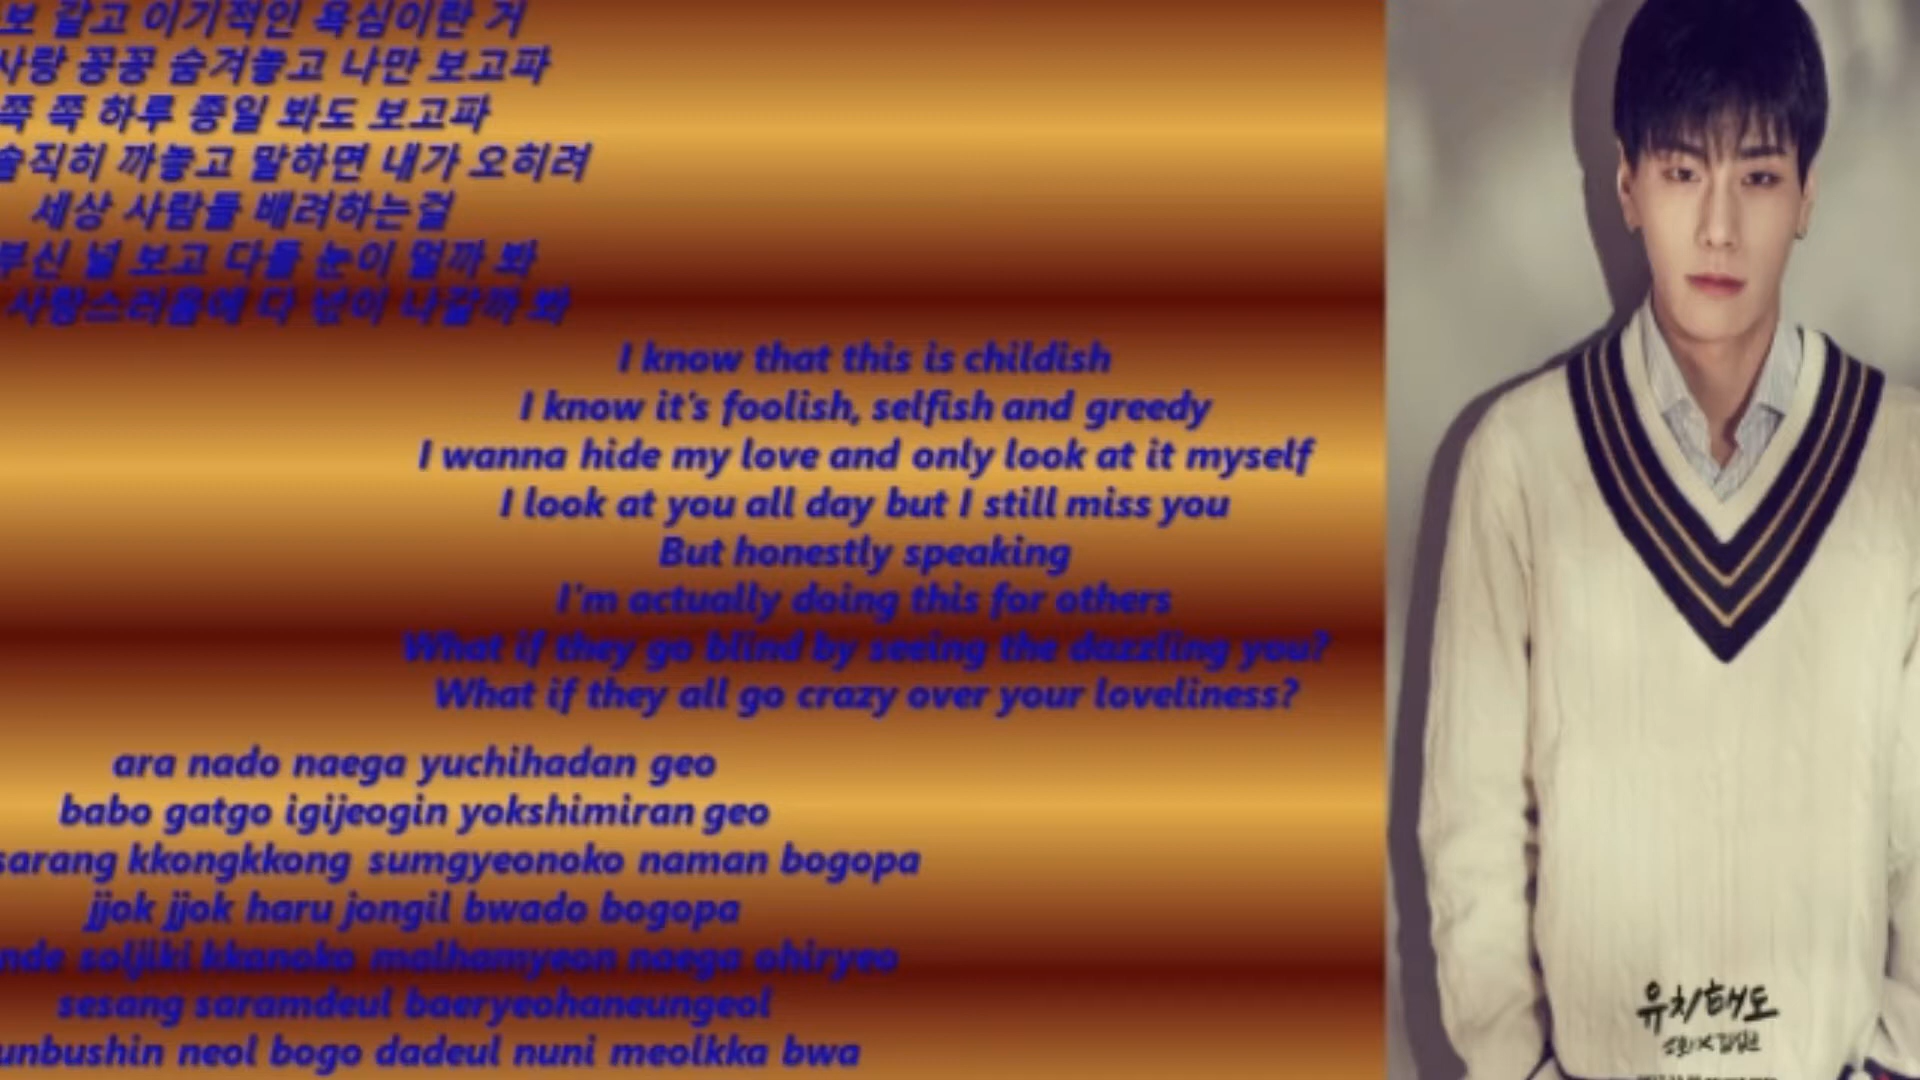 보 같고 이기적인 욕심이란 거
사랑 꽁꽁 숨겨놓고 나만 보고파
쪽 쪽 하루 종일 봐도 보고파
솔직히 까놓고 말하면 내가 오히려
세상 사람들 배려하는걸
부신 널 보고 다들 눈이 멀까 봐
사랑스러움에 다 넋이 나갈까 봐
I know that this is childish
I know it's foolish, selfish and greedy
I wanna hide my love and only look at it myself
I look at you all day but I still miss you
But honestly speaking
I'm actually doing this for others
What if they go blind by seeing the dazzling you?
What if they all go crazy over your loveliness?
ara nado naega yuchihadan geo
babo gatgo igijeogin yokshimiran geo
sarang kkongkkong sumgyeonoko naman bogopa
jjok jjok haru jongil bwado bogopa
nde soljiki kkanoko malhamyeon naega ohiryeo
sesang saramdeul baeryeohaneungeol
unbushin neol bogo dadeul nuni meolkka bwa
유치해도